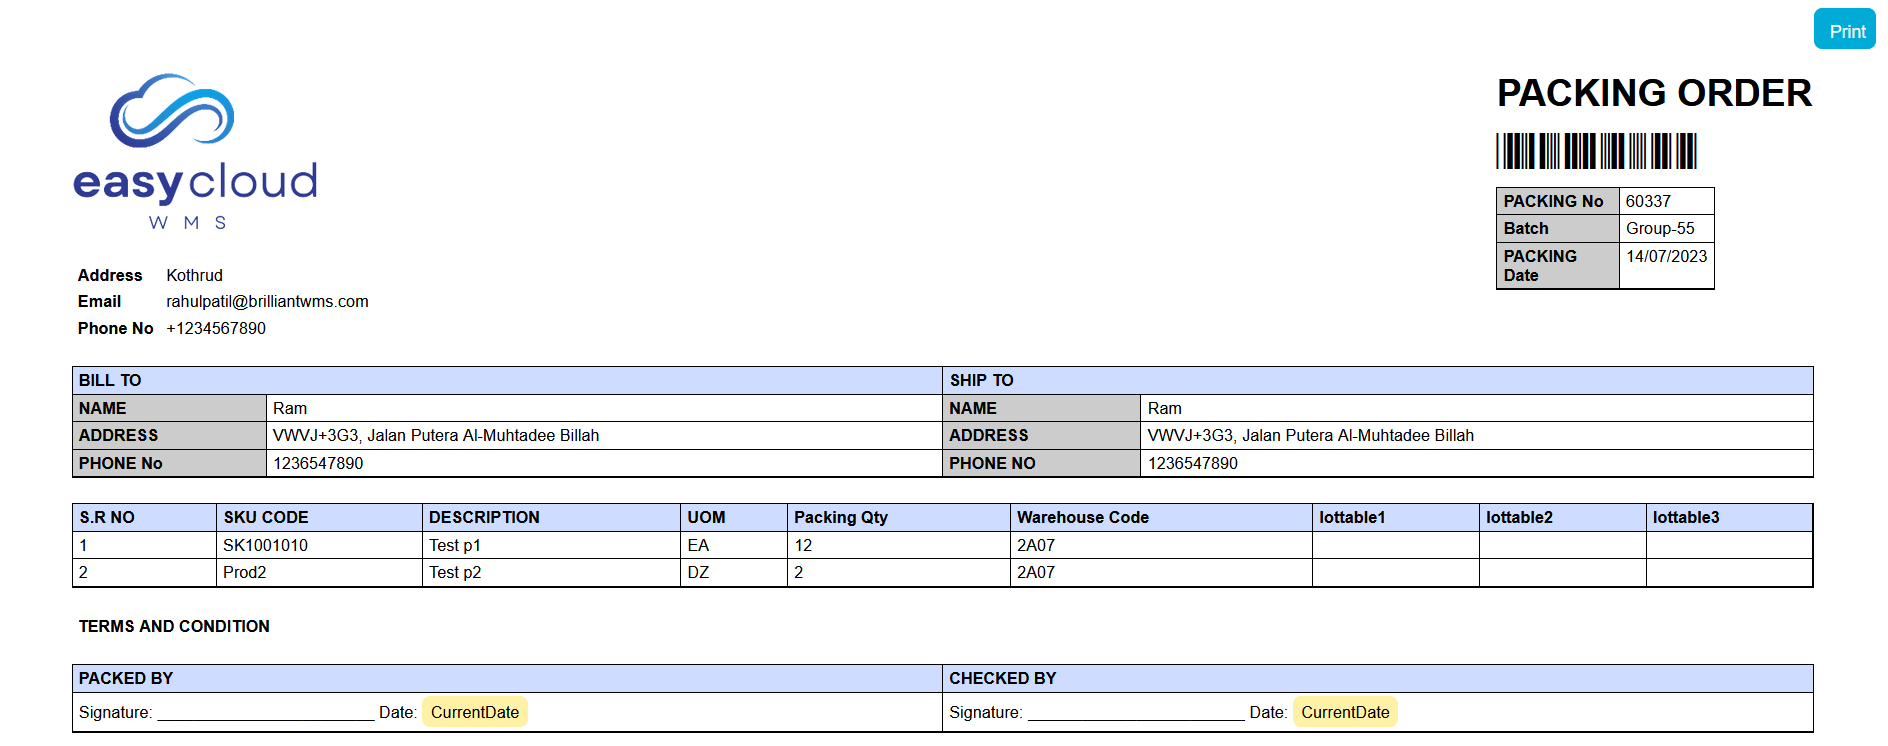 Print
easycloud
WMS
PACKING ORDER
PACKING No 60337
Batch Group-55
PACKING Date 14/07/2023
Address Kothrud
Email rahulpatil@brilliantwms.com
Phone No +1234567890
BILL TO SHIP TO
NAME Ram NAME Ram
ADDRESS VWVJ+3G3, Jalan Putera Al-Muhtadee Billah ADDRESS VWVJ+3G3, Jalan Putera Al-Muhtadee Billah
PHONE No 1236547890 PHONE NO 1236547890
S.R NO SKU CODE DESCRIPTION UOM Packing Qty Warehouse Code lottable1 lottable2 lottable3
1 SK1001010 Test p1 EA 12 2A07
2 Prod2 Test p2 DZ 2 2A07
TERMS AND CONDITION
PACKED BY CHECKED BY
Signature: ________________________ Date: CurrentDate Signature: ________________________ Date: CurrentDate